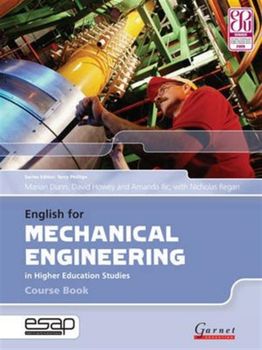 Series Editor: Terry Phillips
Marian Dunn, David Howey and Amanda Ilic, with Nicholas Regan
English for
MECHANICAL
ENGINEERING
in Higher Education Studies
Course Book
esap
Garnet
EDUCATION